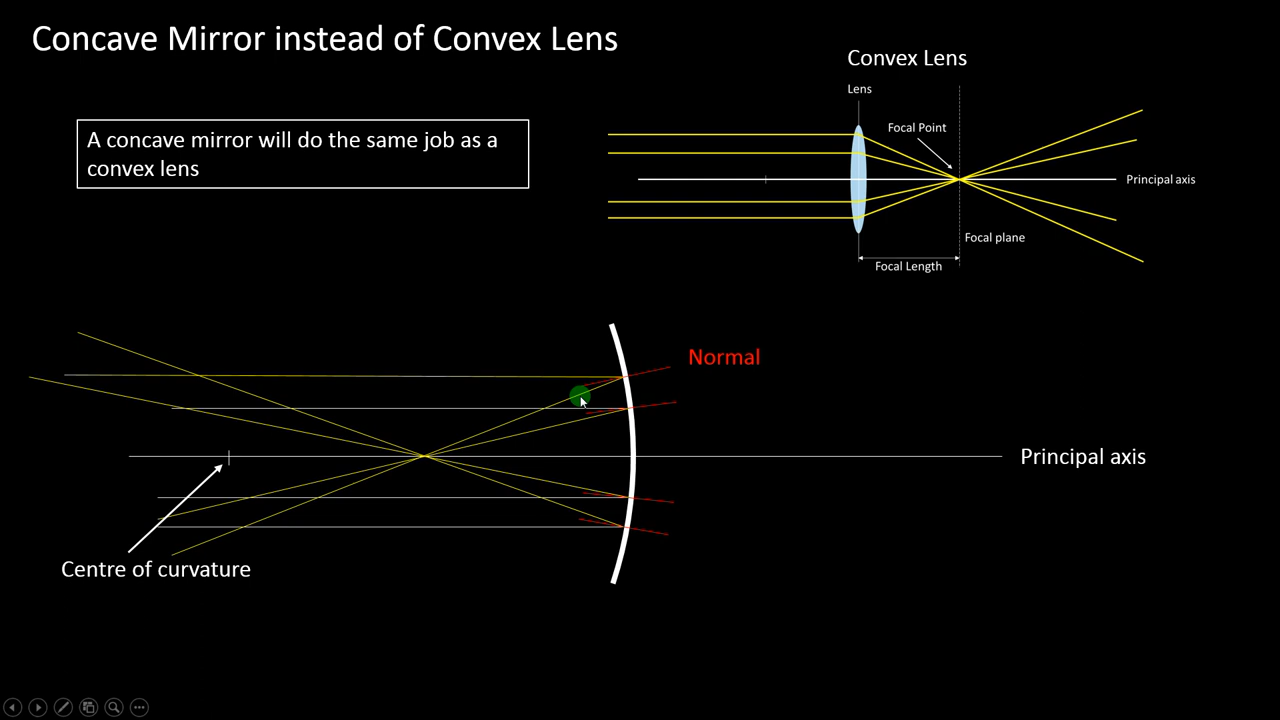 Concave Mirror instead of Convex Lens
Convex Lens
Lens
A concave mirror will do the same job as a
convex lens
Focal Point
Principal axis
Focal plane
Focal Length
Normal
Principal axis
Centre of curvature